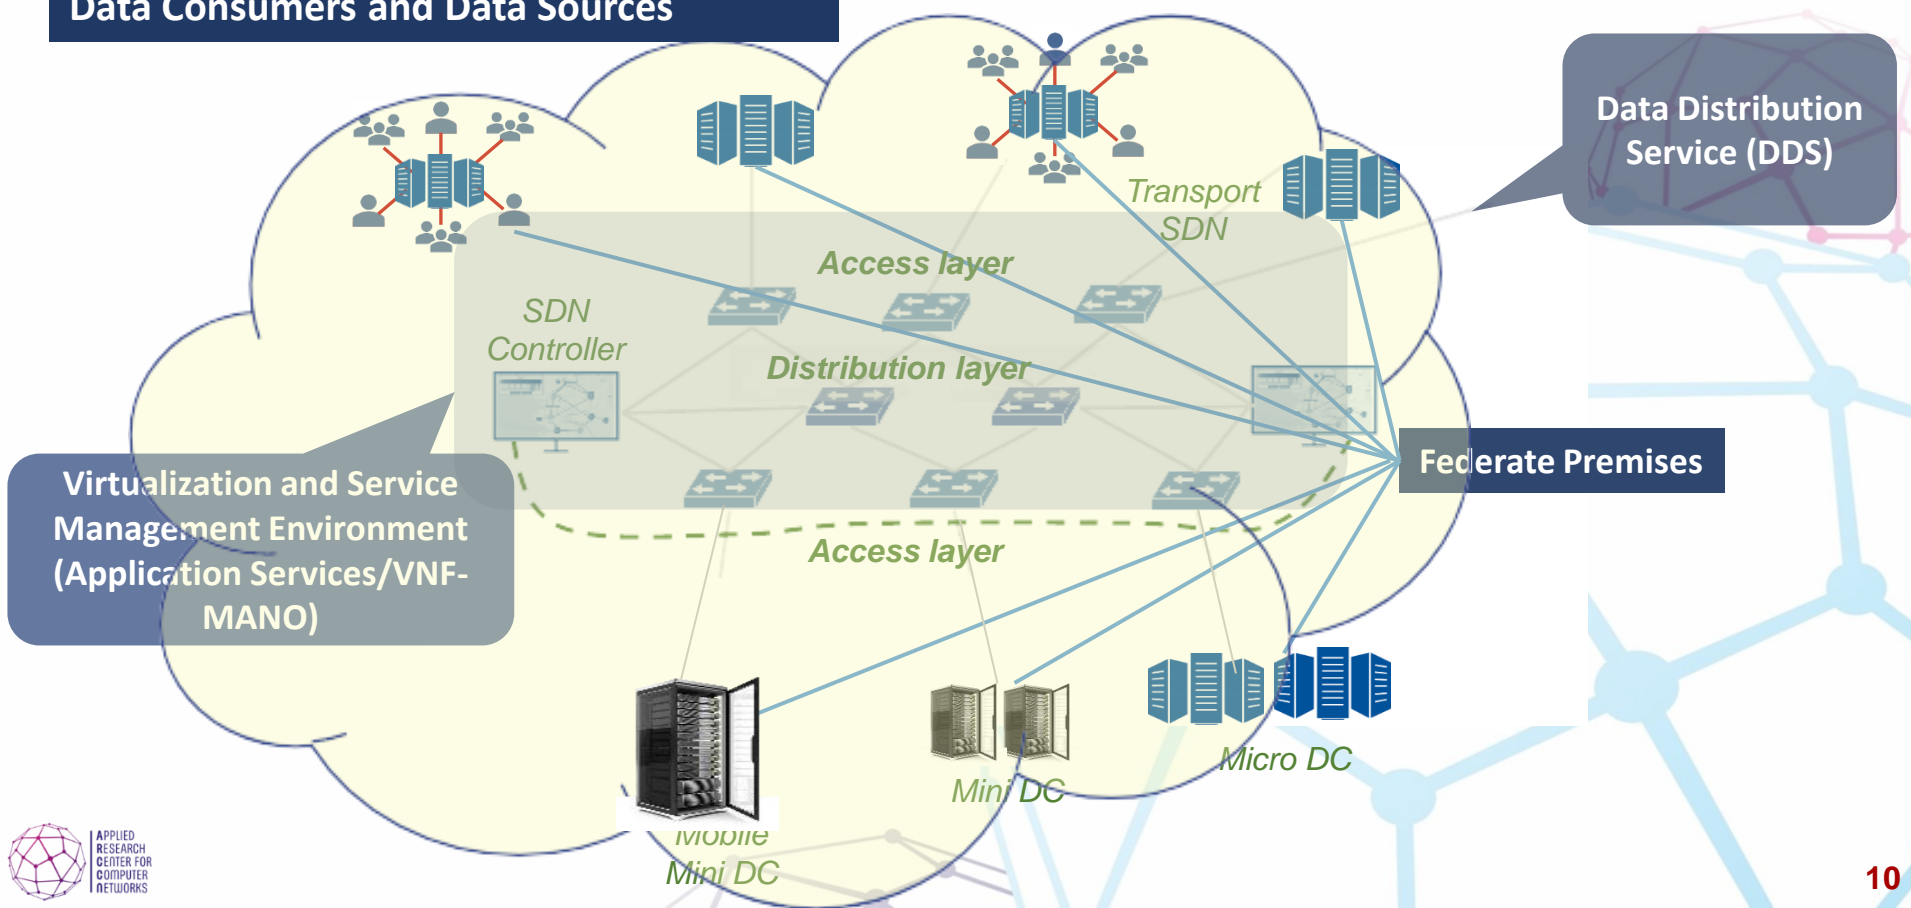 Data Consumers and Data Sources
Data Distribution
Service (DDS)
Transport
SDN
Access layer
SDN
Controller
Distribution layer
Federate Premises
Virtualization and Service
Management Environment
(Application Services/VNF-
MANO)
Access layer
Micro DC
Mini DC
Mobile
Mini DC
APPLIED
RESEARCH
CENTER FOR
COMPUTER
NETWORKS
10